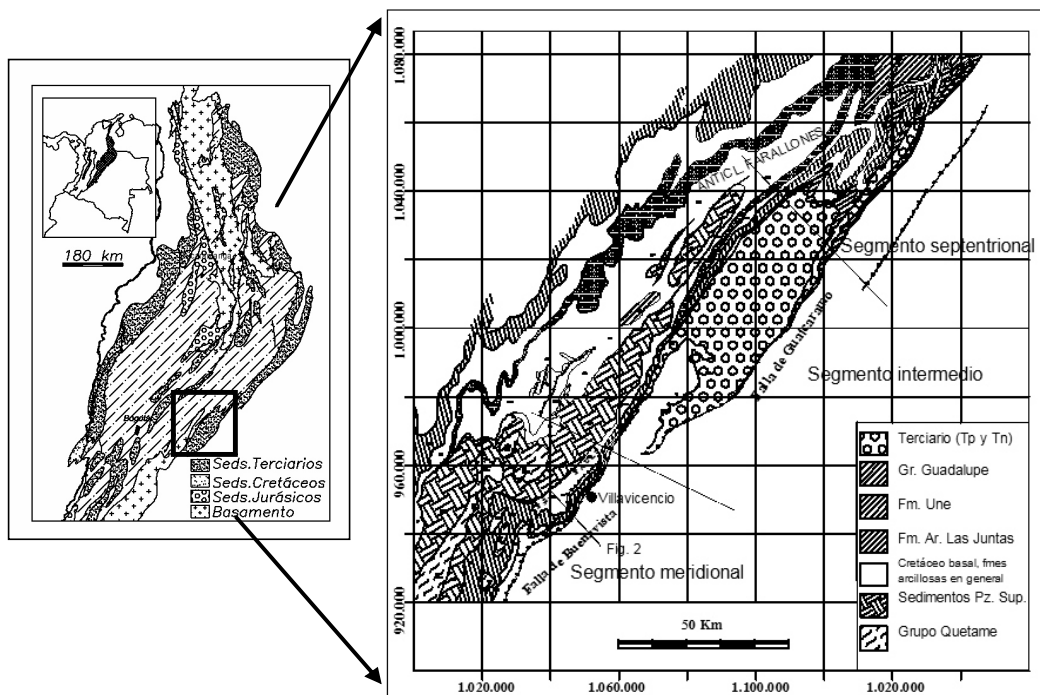 180 km
Bogotá
Seds.Terciarios
Seds.Cretáceos
Seds.Jurásicos
Basamento
1.080.000
1.040.000
1.000.000
960.000
920.000
ANTICL. FARALLONES
Segmento septentrional
Falla de Guaicaramo
Segmento intermedio
Villavicencio
Falla de Buenavista
Fig. 2
Segmento meridional
50 Km
1.020.000
1.060.000
1.100.000
1.020.000
Terciario (Tp y Tn)
Gr. Guadalupe
Fm. Une
Fm. Ar. Las Juntas
Cretáceo basal, fmes
arcillosas en general
Sedimentos Pz. Sup.
Grupo Quetame